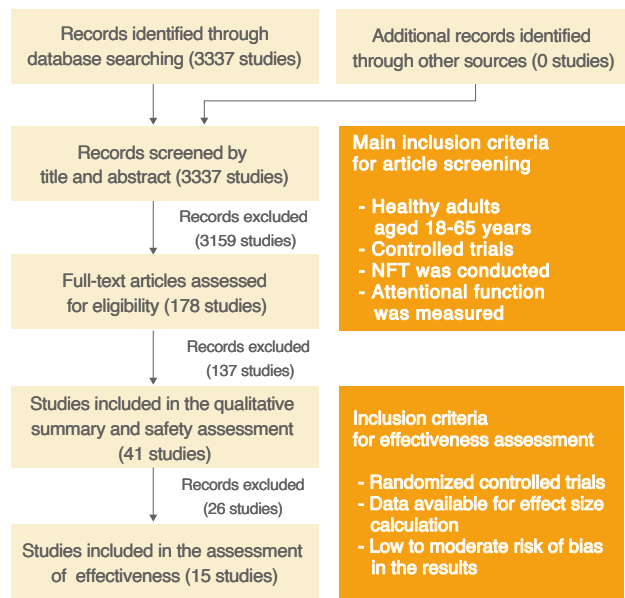 Records identified through
database searching (3337 studies)
Additional records identified
through other sources (0 studies)
Records screened by
title and abstract (3337 studies)
Main inclusion criteria
for article screening
- Healthy adults
aged 18-65 years
- Controlled trials
- NFT was conducted
- Attentional function
was measured
Records excluded
(3159 studies)
Full-text articles assessed
for eligibility (178 studies)
Records excluded
(137 studies)
Studies included in the qualitative
summary and safety assessment
(41 studies)
Inclusion criteria
for effectiveness assessment
- Randomized controlled trials
- Data available for effect size
calculation
- Low to moderate risk of bias
in the results
Records excluded
(26 studies)
Studies included in the assessment
of effectiveness (15 studies)